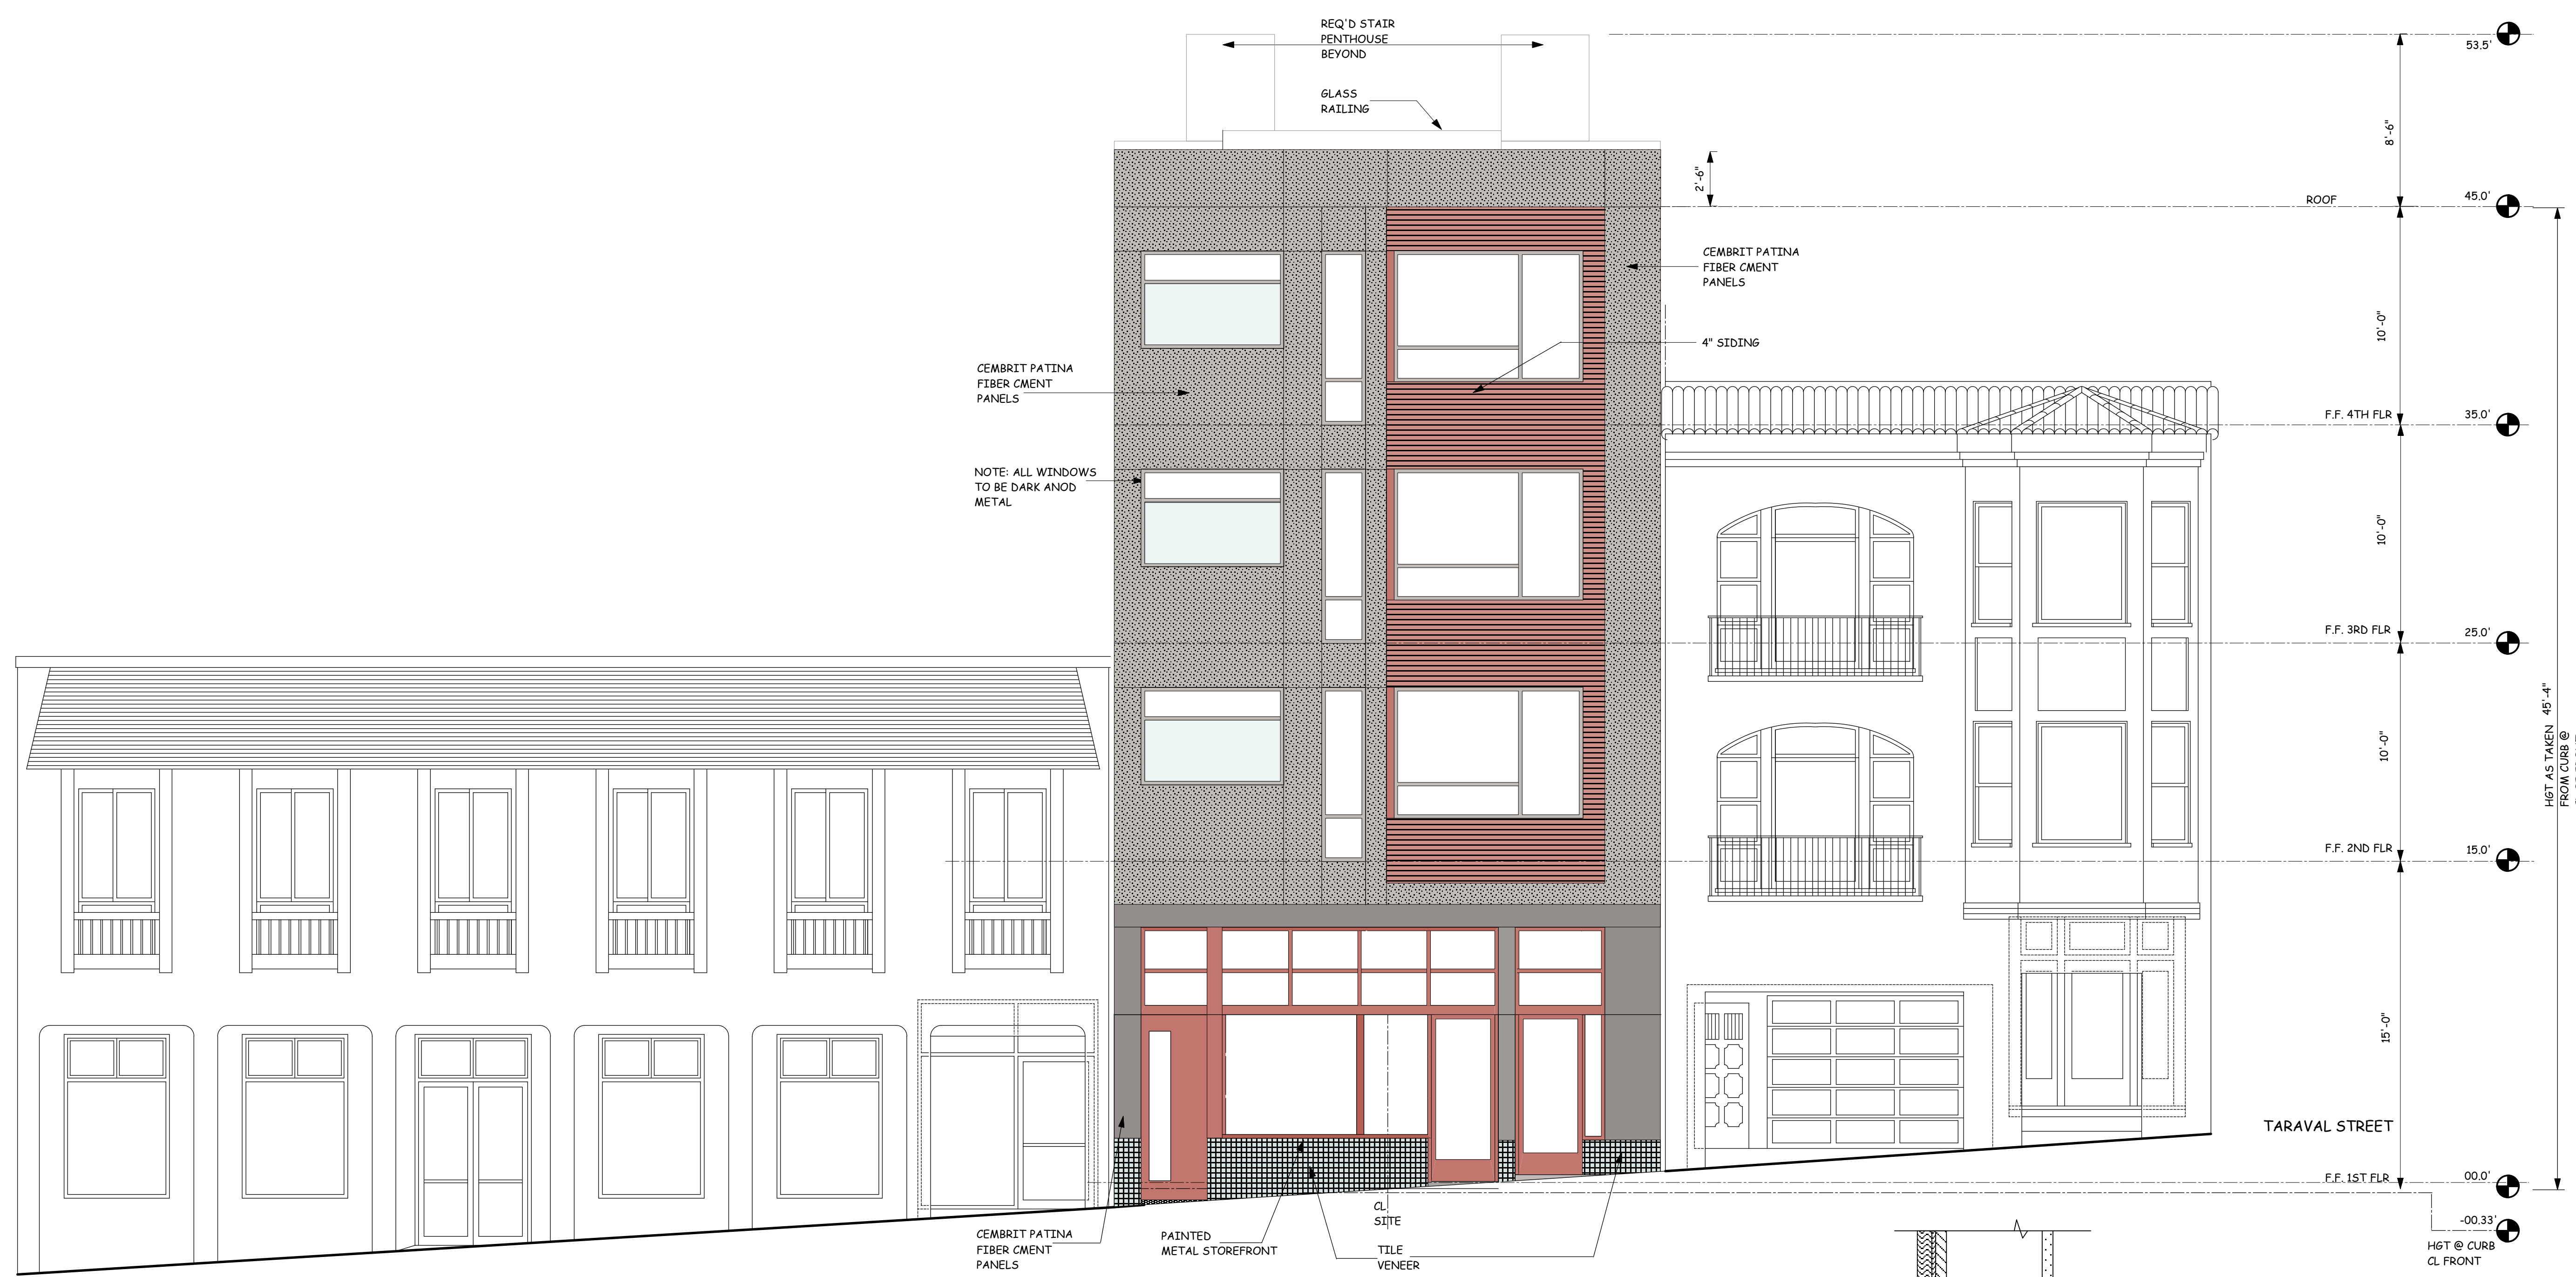 REQ'D STAIR
PENTHOUSE
BEYOND
53.5'
GLASS
RAILING
8'-6"
2'-6"
ROOF
45.0'
CEMBRIT PATINA
FIBER CMENT
PANELS
10'-0"
4" SIDING
CEMBRIT PATINA
FIBER CMENT
PANELS
F.F. 4TH FLR
35.0'
NOTE: ALL WINDOWS
TO BE DARK ANOD
METAL
10'-0"
F.F. 3RD FLR
25.0'
10'-0"
HGT AS TAKEN 45'-4"
FROM CURB @
F.F. 2ND FLR
15.0'
15'-0"
TARAVAL STREET
F.F. 1ST FLR
00.0'
CL
SITE
-00.33'
HGT @ CURB
CL FRONT
CEMBRIT PATINA
FIBER CMENT
PANELS
PAINTED
METAL STOREFRONT
TILE
VENEER